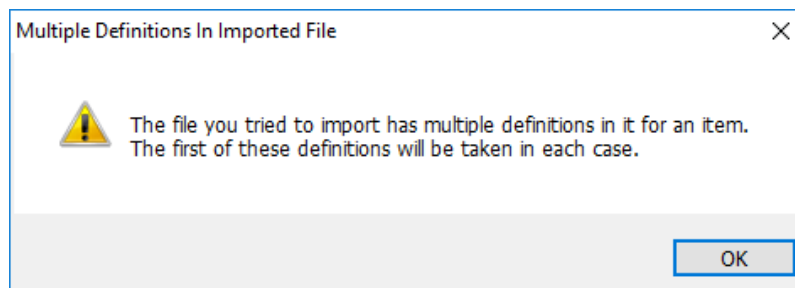 Multiple Definitions In Imported File
The file you tried to import has multiple definitions in it for an item.
The first of these definitions will be taken in each case.
OK